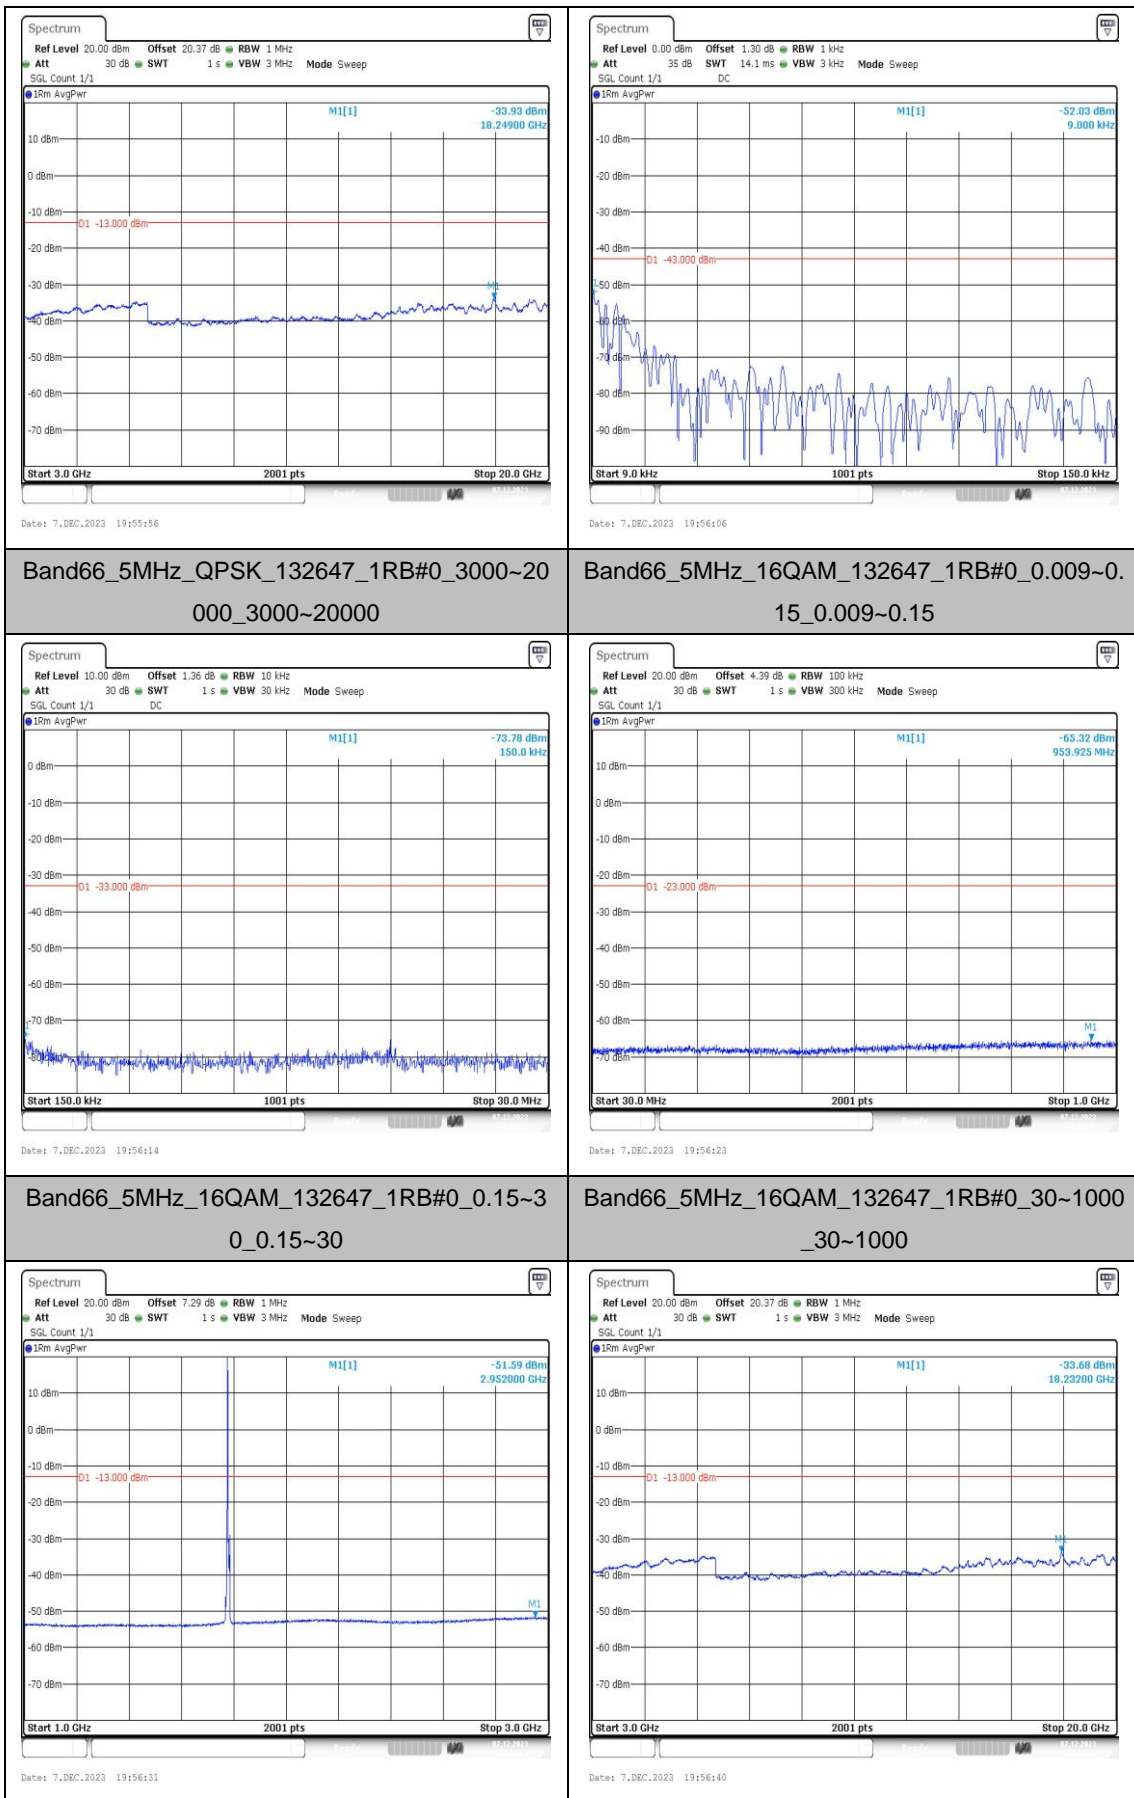 Spectrum
Ref Level 20.00 dBm Offset 20.37 dB RBW 1 MHz
Att 30 dB SWT 1 s VBW 3 MHz Mode Sweep
SGL Count 1/1
1Rm AvgPwr
M1[1] -33.93 dBm
18.24900 GHz
10 dBm
0 dBm
-10 dBm
D1 -13.000 dBm
-20 dBm
-30 dBm
M1
-40 dBm
-50 dBm
-60 dBm
-70 dBm
Start 3.0 GHz 2001 pts Stop 20.0 GHz
Date: 7.DEC.2023 19:55:56
Spectrum
Ref Level 0.00 dBm Offset 1.30 dB RBW 1 kHz
Att 35 dB SWT 14.1 ms VBW 3 kHz Mode Sweep
SGL Count 1/1 DC
1Rm AvgPwr
M1[1] -52.03 dBm
9.000 kHz
-10 dBm
-20 dBm
-30 dBm
-40 dBm
D1 -43.000 dBm
-50 dBm
-60 dBm
-70 dBm
-80 dBm
-90 dBm
Start 9.0 kHz 1001 pts Stop 150.0 kHz
Date: 7.DEC.2023 19:56:06
Band66_5MHz_QPSK_132647_1RB#0_3000~20
000_3000~20000
Band66_5MHz_16QAM_132647_1RB#0_0.009~0.
15_0.009~0.15
Spectrum
Ref Level 10.00 dBm Offset 1.36 dB RBW 10 kHz
Att 30 dB SWT 1 s VBW 30 kHz Mode Sweep
SGL Count 1/1 DC
1Rm AvgPwr
M1[1] -73.78 dBm
150.0 kHz
0 dBm
-10 dBm
-20 dBm
-30 dBm
D1 -33.000 dBm
-40 dBm
-50 dBm
-60 dBm
-70 dBm
-80 dBm
Start 150.0 kHz 1001 pts Stop 30.0 MHz
Date: 7.DEC.2023 19:56:14
Spectrum
Ref Level 20.00 dBm Offset 4.39 dB RBW 100 kHz
Att 30 dB SWT 1 s VBW 300 kHz Mode Sweep
SGL Count 1/1
1Rm AvgPwr
M1[1] -65.32 dBm
953.925 MHz
10 dBm
0 dBm
-10 dBm
-20 dBm
D1 -23.000 dBm
-30 dBm
-40 dBm
-50 dBm
-60 dBm
M1
-70 dBm
Start 30.0 MHz 2001 pts Stop 1.0 GHz
Date: 7.DEC.2023 19:56:23
Band66_5MHz_16QAM_132647_1RB#0_0.15~3
0_0.15~30
Band66_5MHz_16QAM_132647_1RB#0_30~1000
_30~1000
Spectrum
Ref Level 20.00 dBm Offset 7.29 dB RBW 1 MHz
Att 30 dB SWT 1 s VBW 3 MHz Mode Sweep
SGL Count 1/1
1Rm AvgPwr
M1[1] -51.59 dBm
2.952000 GHz
10 dBm
0 dBm
-10 dBm
D1 -13.000 dBm
-20 dBm
-30 dBm
-40 dBm
-50 dBm
M1
-60 dBm
-70 dBm
Start 1.0 GHz 2001 pts Stop 3.0 GHz
Date: 7.DEC.2023 19:56:31
Spectrum
Ref Level 20.00 dBm Offset 20.37 dB RBW 1 MHz
Att 30 dB SWT 1 s VBW 3 MHz Mode Sweep
SGL Count 1/1
1Rm AvgPwr
M1[1] -33.68 dBm
18.23200 GHz
10 dBm
0 dBm
-10 dBm
D1 -13.000 dBm
-20 dBm
-30 dBm
M1
-40 dBm
-50 dBm
-60 dBm
-70 dBm
Start 3.0 GHz 2001 pts Stop 20.0 GHz
Date: 7.DEC.2023 19:56:40